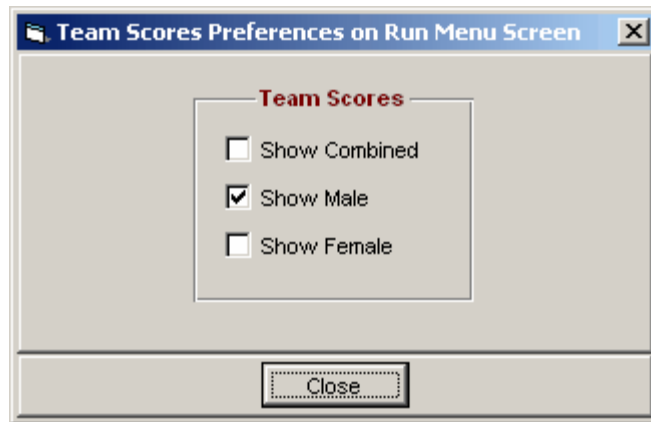 Team Scores Preferences on Run Menu Screen
Team Scores
Show Combined
Show Male
Show Female
Close